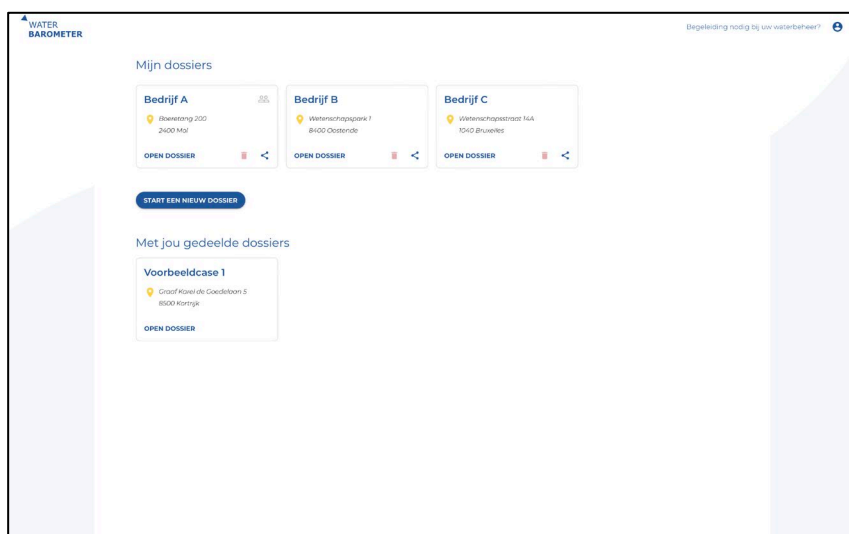 WATER
BAROMETER
Begeleiding nodig bij uw waterbeheer?
Mijn dossiers
Bedrijf A
Boeretang 200
2400 Mol
OPEN DOSSIER
Bedrijf B
Wetenschapspark 1
8400 Oostende
OPEN DOSSIER
Bedrijf C
Wetenschapsstraat 14A
1040 Bruxelles
OPEN DOSSIER
START EEN NIEUW DOSSIER
Met jou gedeelde dossiers
Voorbeeldcase 1
Graaf Karel de Goedelaan 5
8500 Kortrijk
OPEN DOSSIER